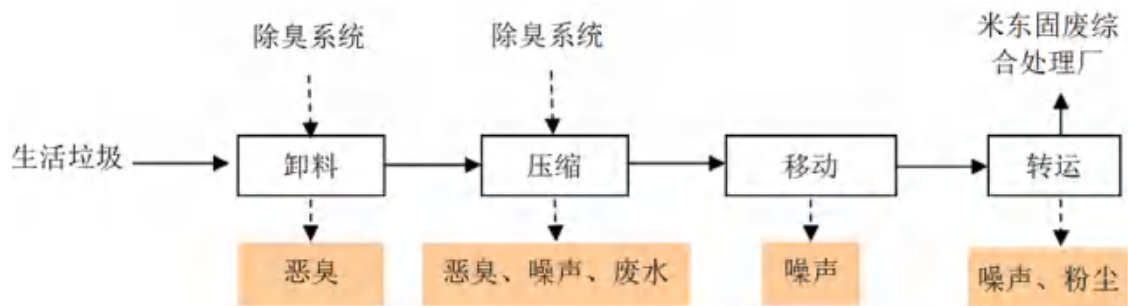 除臭系统
除臭系统
米东固废综
合处理厂
生活垃圾
卸料
压缩
移动
转运
恶臭
恶臭、噪声、废水
噪声
噪声、粉尘